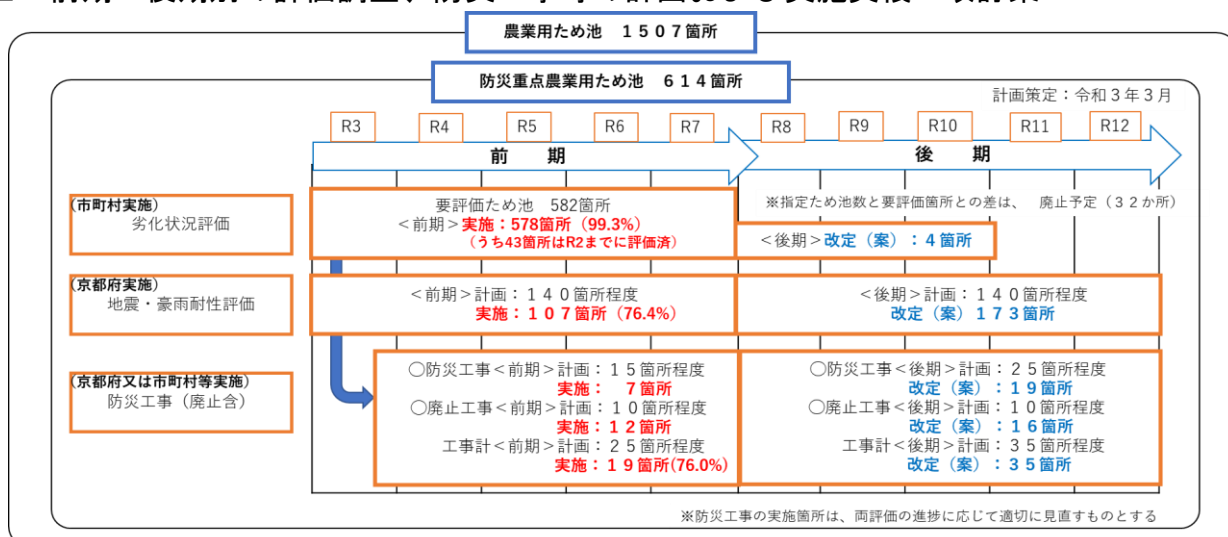 農業用ため池 1507箇所
防災重点農業用ため池 614箇所
計画策定：令和３年３月
R3 R4 R5 R6 R7 R8 R9 R10 R11 R12
前 期 後 期
(市町村実施)
劣化状況評価
要評価ため池 582箇所
＜前期＞実施：578箇所（99.3%）
（うち43箇所はR2までに評価済）
※指定ため池数と要評価箇所との差は、 廃止予定（３２か所）
＜後期＞改定（案）：４箇所
(京都府実施)
地震・豪雨耐性評価
＜前期＞計画：１４０箇所程度
実施：１０７箇所（76.4%）
＜後期＞計画：１４０箇所程度
改定（案）１７３箇所
(京都府又は市町村等実施)
防災工事（廃止含）
○防災工事＜前期＞計画：１５箇所程度
実施： ７箇所
○廃止工事＜前期＞計画：１０箇所程度
実施：１２箇所
工事計＜前期＞計画：２５箇所程度
実施：１９箇所(76.0%)
○防災工事＜後期＞計画：２５箇所程度
改定（案）：１９箇所
○廃止工事＜後期＞計画：１０箇所程度
改定（案）：１６箇所
工事計＜後期＞計画：３５箇所程度
改定（案）：３５箇所
※防災工事の実施箇所は、両評価の進捗に応じて適切に見直すものとする